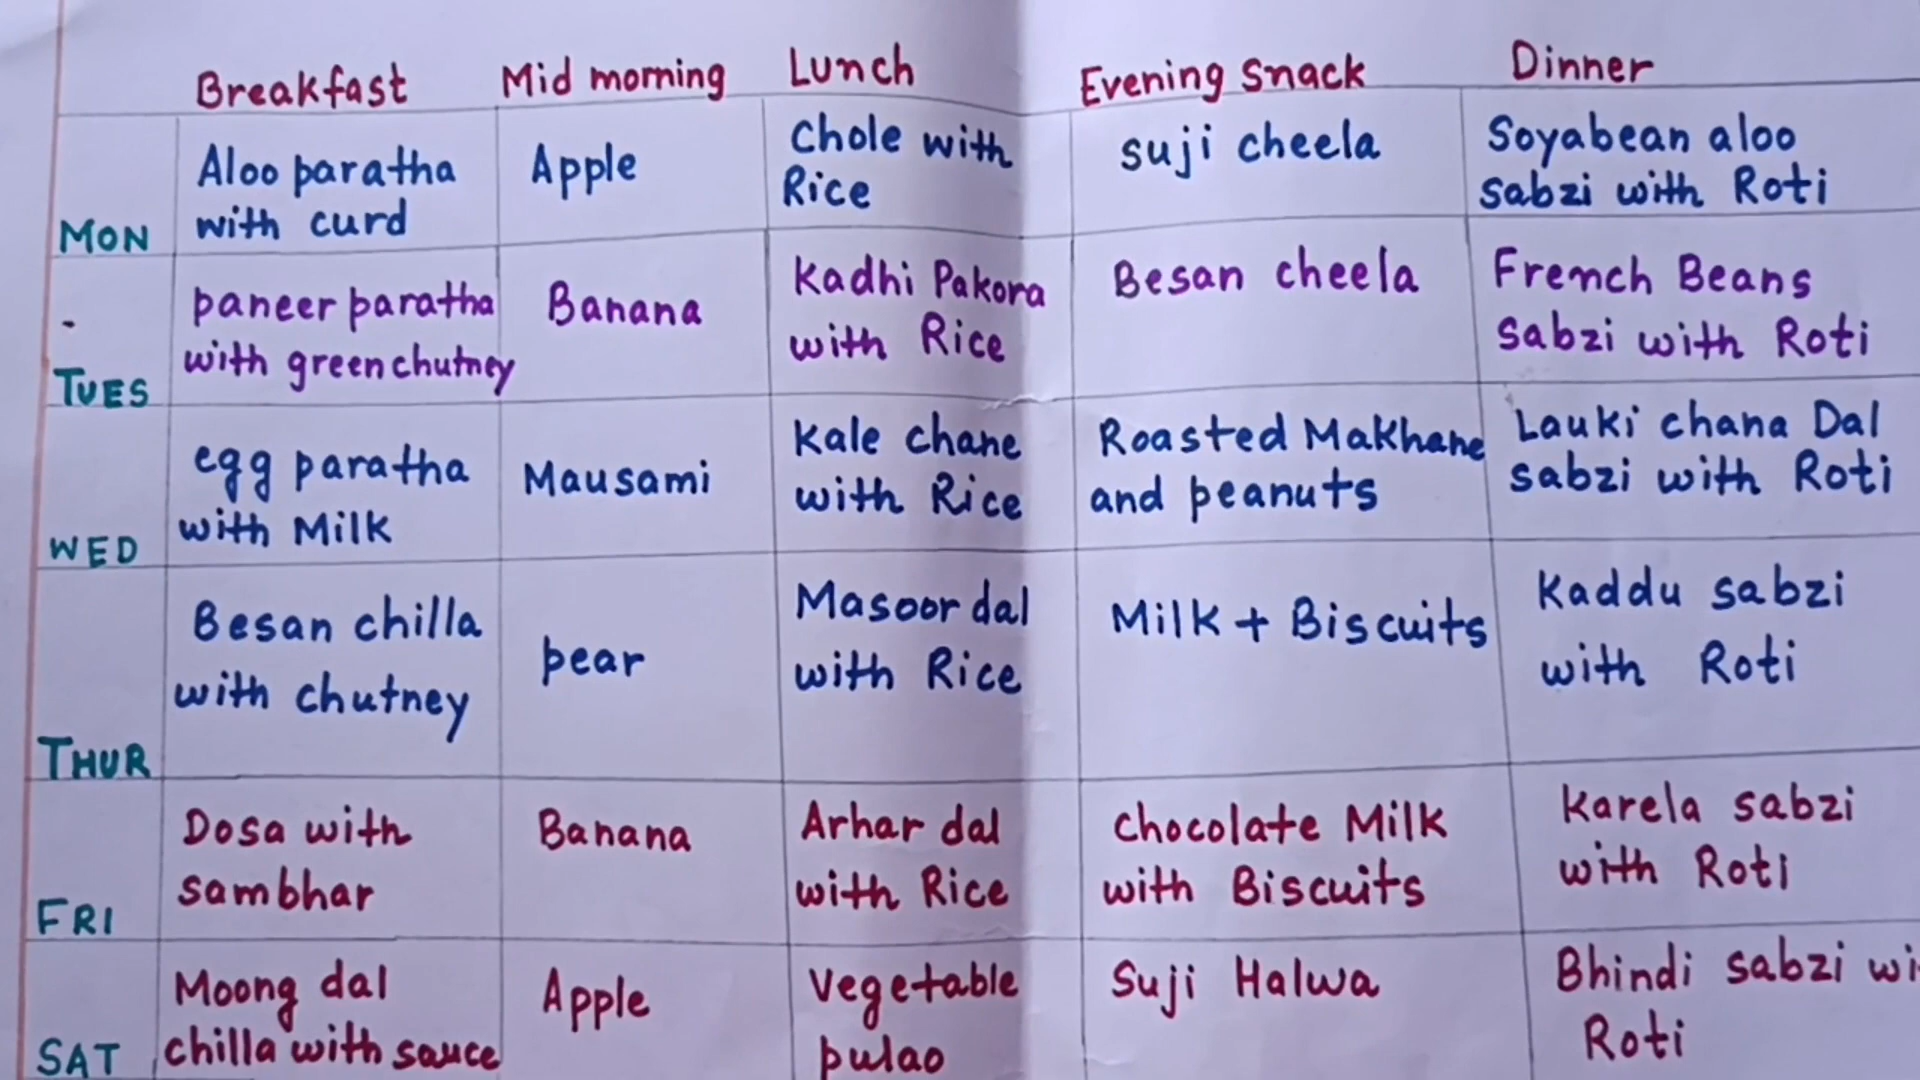 Breakfast Mid morning Lunch Evening Snack Dinner
MON
Aloo paratha
with curd
Apple
Chole with
Rice
suji cheela
Soyabean aloo
sabzi with Roti
TUES
paneer paratha
with green chutney
Banana
Kadhi Pakora
with Rice
Besan cheela
French Beans
sabzi with Roti
WED
egg paratha
with Milk
Mausami
Kale chane
with Rice
Roasted Makhane
and peanuts
Lauki chana Dal
sabzi with Roti
THUR
Besan chilla
with chutney
pear
Masoor dal
with Rice
Milk + Biscuits
Kaddu sabzi
with Roti
FRI
Dosa with
sambhar
Banana
Arhar dal
with Rice
chocolate Milk
with Biscuits
Karela sabzi
with Roti
SAT
Moong dal
chilla with sauce
Apple
Vegetable
pulao
Suji Halwa
Bhindi sabzi wi
Roti